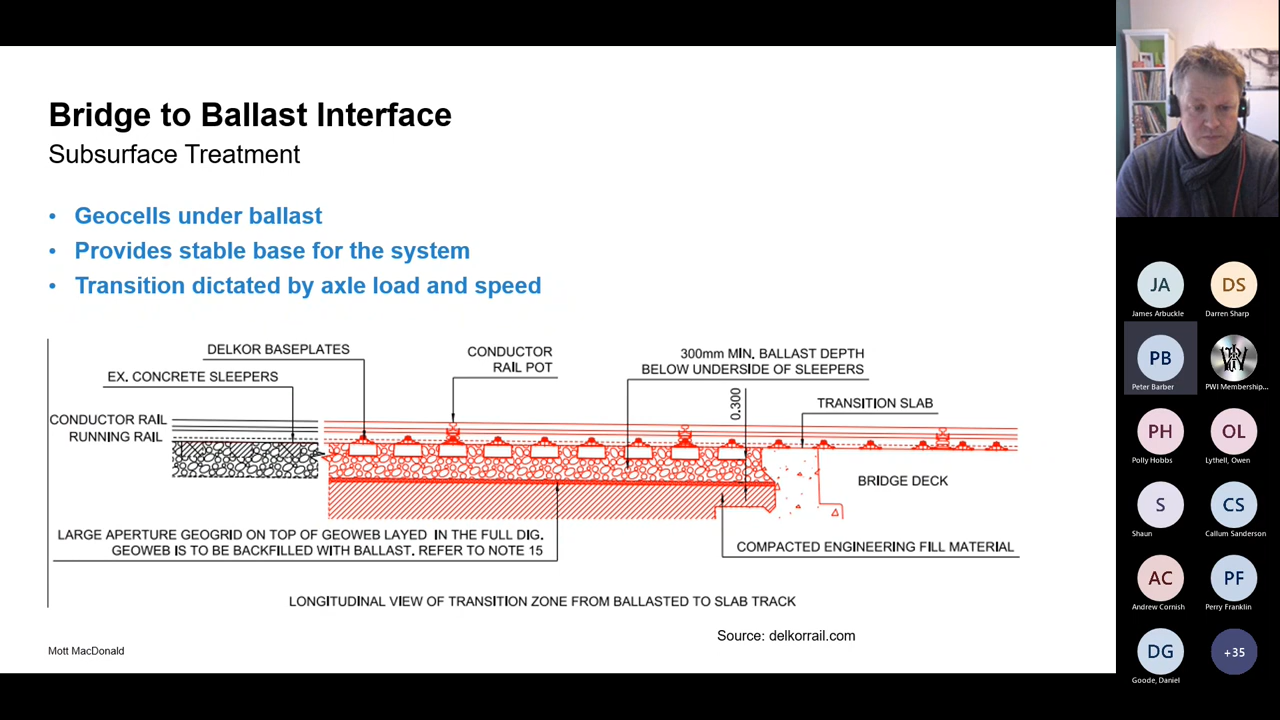 Bridge to Ballast Interface
Subsurface Treatment
• Geocells under ballast
• Provides stable base for the system
• Transition dictated by axle load and speed
DELKOR BASEPLATES
EX. CONCRETE SLEEPERS
CONDUCTOR RAIL
RUNNING RAIL
CONDUCTOR
RAIL POT
300mm MIN. BALLAST DEPTH
BELOW UNDERSIDE OF SLEEPERS
0.300
TRANSITION SLAB
BRIDGE DECK
LARGE APERTURE GEOGRID ON TOP OF GEOWEB LAYED IN THE FULL DIG.
GEOWEB IS TO BE BACKFILLED WITH BALLAST. REFER TO NOTE 15
COMPACTED ENGINEERING FILL MATERIAL
LONGITUDINAL VIEW OF TRANSITION ZONE FROM BALLASTED TO SLAB TRACK
Source: delkorrail.com
Mott MacDonald
JA
James Arbuckle
DS
Darren Sharp
PB
Peter Barber
PWI Membership...
PH
Polly Hobbs
OL
Lythell, Owen
S
Shaun
CS
Callum Sanderson
AC
Andrew Cornish
PF
Perry Franklin
DG
Goode, Daniel
+35